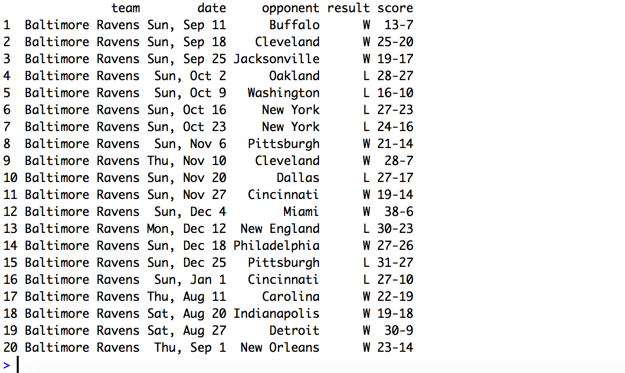 team date opponent result score
1 Baltimore Ravens Sun, Sep 11 Buffalo W 13-7
2 Baltimore Ravens Sun, Sep 18 Cleveland W 25-20
3 Baltimore Ravens Sun, Sep 25 Jacksonville W 19-17
4 Baltimore Ravens Sun, Oct 2 Oakland L 28-27
5 Baltimore Ravens Sun, Oct 9 Washington L 16-10
6 Baltimore Ravens Sun, Oct 16 New York L 27-23
7 Baltimore Ravens Sun, Oct 23 New York L 24-16
8 Baltimore Ravens Sun, Nov 6 Pittsburgh W 21-14
9 Baltimore Ravens Thu, Nov 10 Cleveland W 28-7
10 Baltimore Ravens Sun, Nov 20 Dallas L 27-17
11 Baltimore Ravens Sun, Nov 27 Cincinnati W 19-14
12 Baltimore Ravens Sun, Dec 4 Miami W 38-6
13 Baltimore Ravens Mon, Dec 12 New England L 30-23
14 Baltimore Ravens Sun, Dec 18 Philadelphia W 27-26
15 Baltimore Ravens Sun, Dec 25 Pittsburgh L 31-27
16 Baltimore Ravens Sun, Jan 1 Cincinnati L 27-10
17 Baltimore Ravens Thu, Aug 11 Carolina W 22-19
18 Baltimore Ravens Sat, Aug 20 Indianapolis W 19-18
19 Baltimore Ravens Sat, Aug 27 Detroit W 30-9
20 Baltimore Ravens Thu, Sep 1 New Orleans W 23-14
>